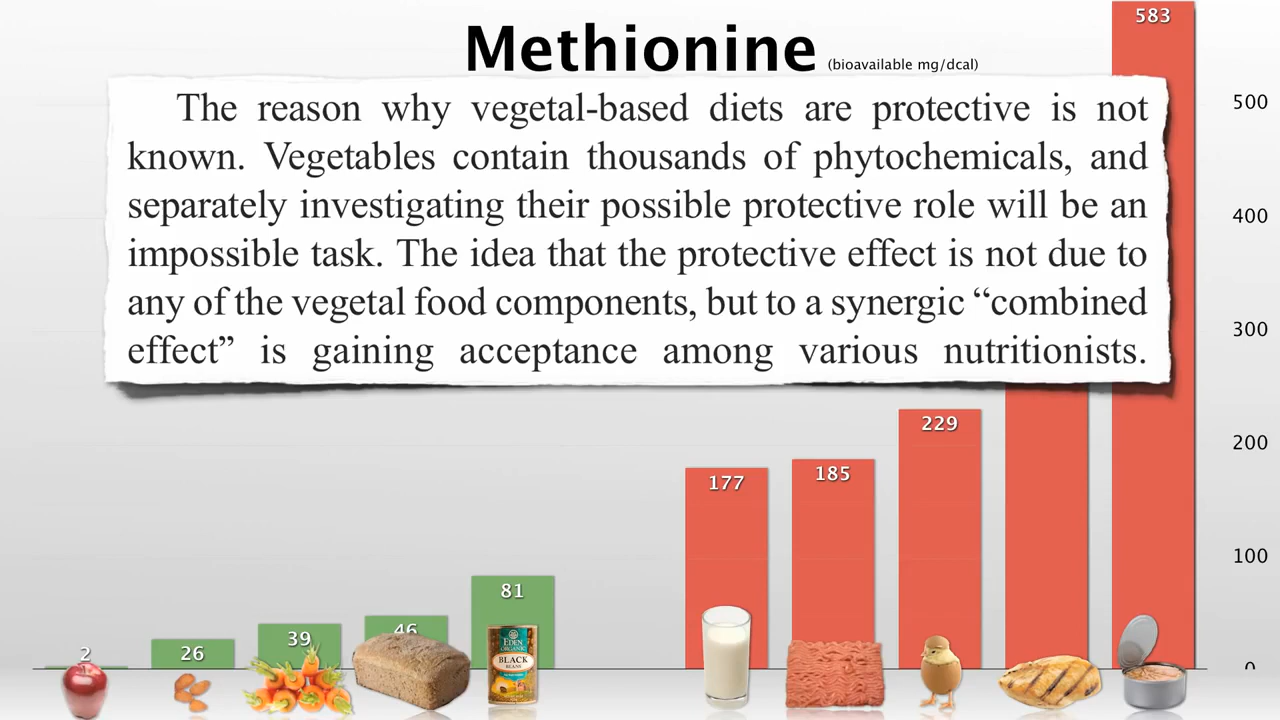 Methionine (bioavailable mg/dcal)
583
500
The reason why vegetal-based diets are protective is not
known. Vegetables contain thousands of phytochemicals, and
separately investigating their possible protective role will be an
impossible task. The idea that the protective effect is not due to
any of the vegetal food components, but to a synergic “combined
effect” is gaining acceptance among various nutritionists.
400
300
200
100
0
229
185
177
81
46
39
26
2
EDEN
ORGANIC
BLACK
BEANS